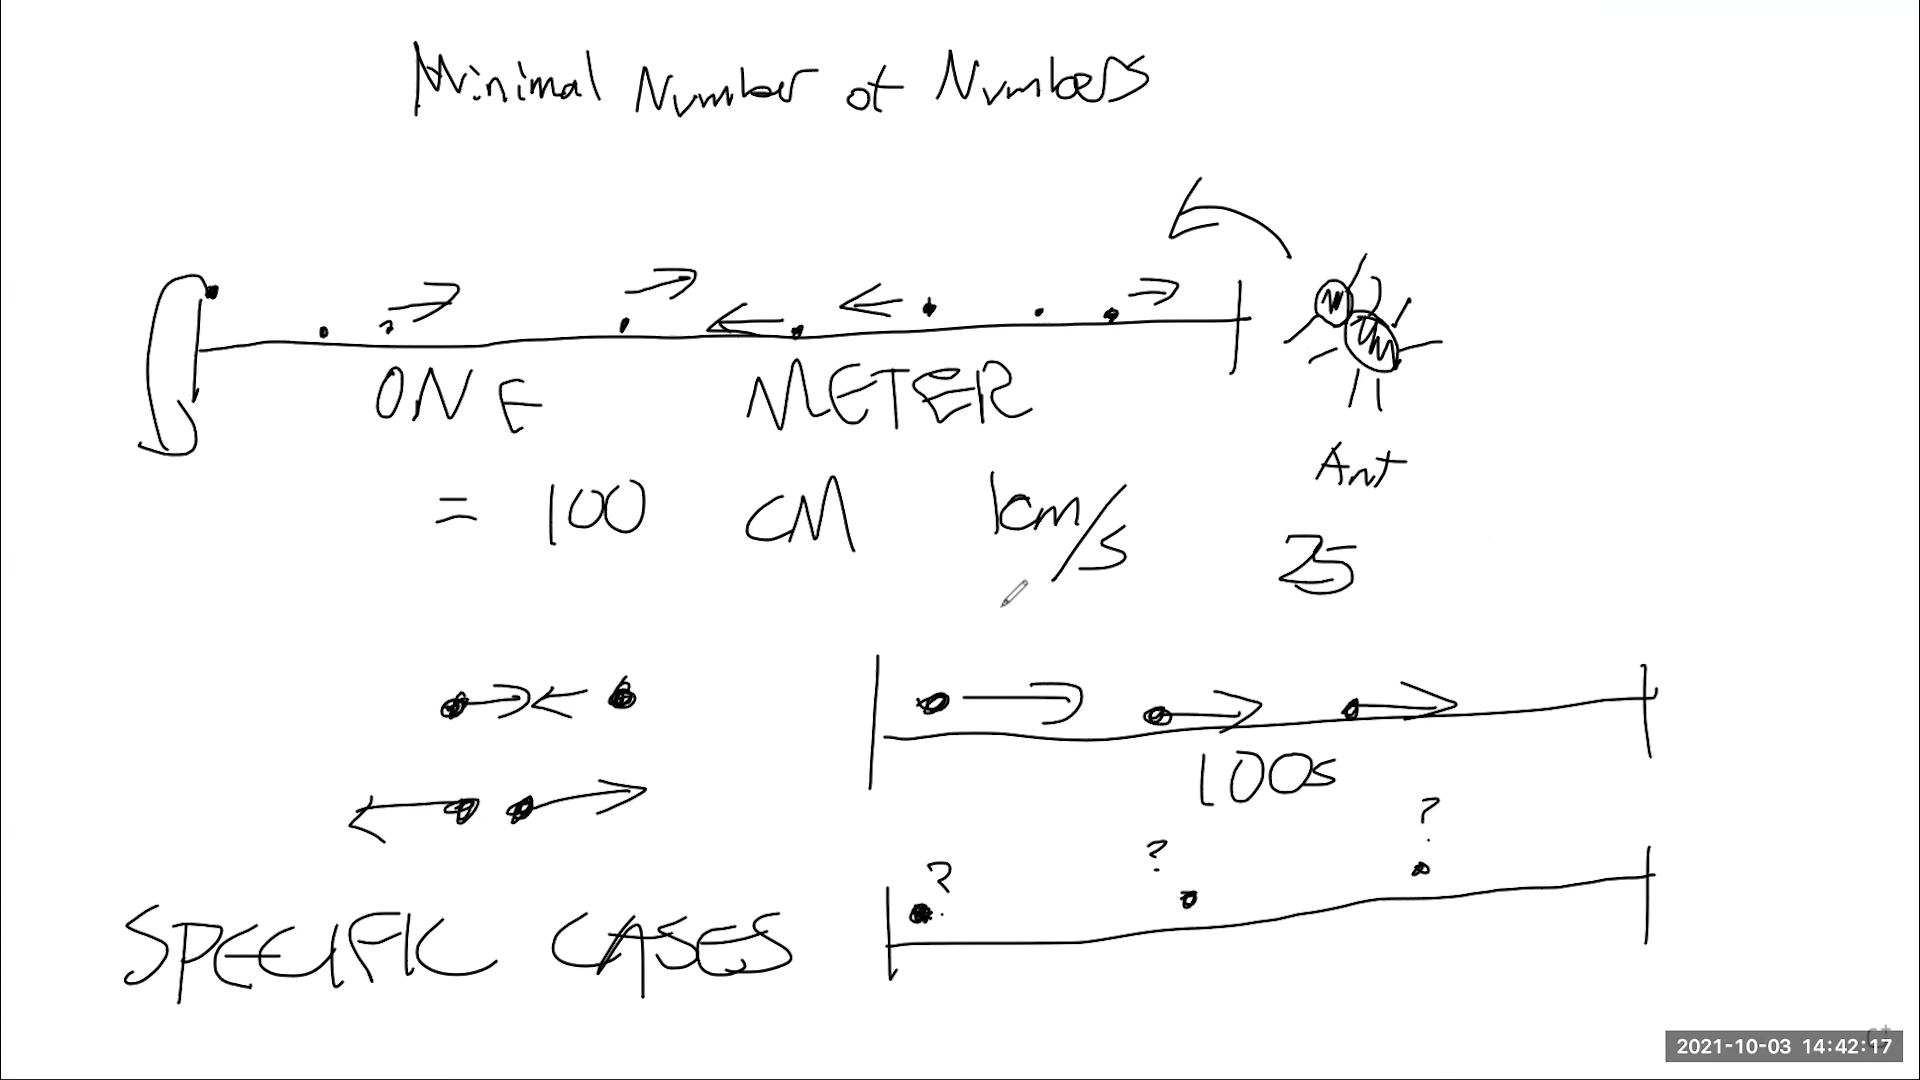 Minimal Number of Numbers
ONE METER
Ant
= 100 CM 1cm/s
25
100s
?
? ?
SPECIFIC CASES
2021-10-03 14:42:17